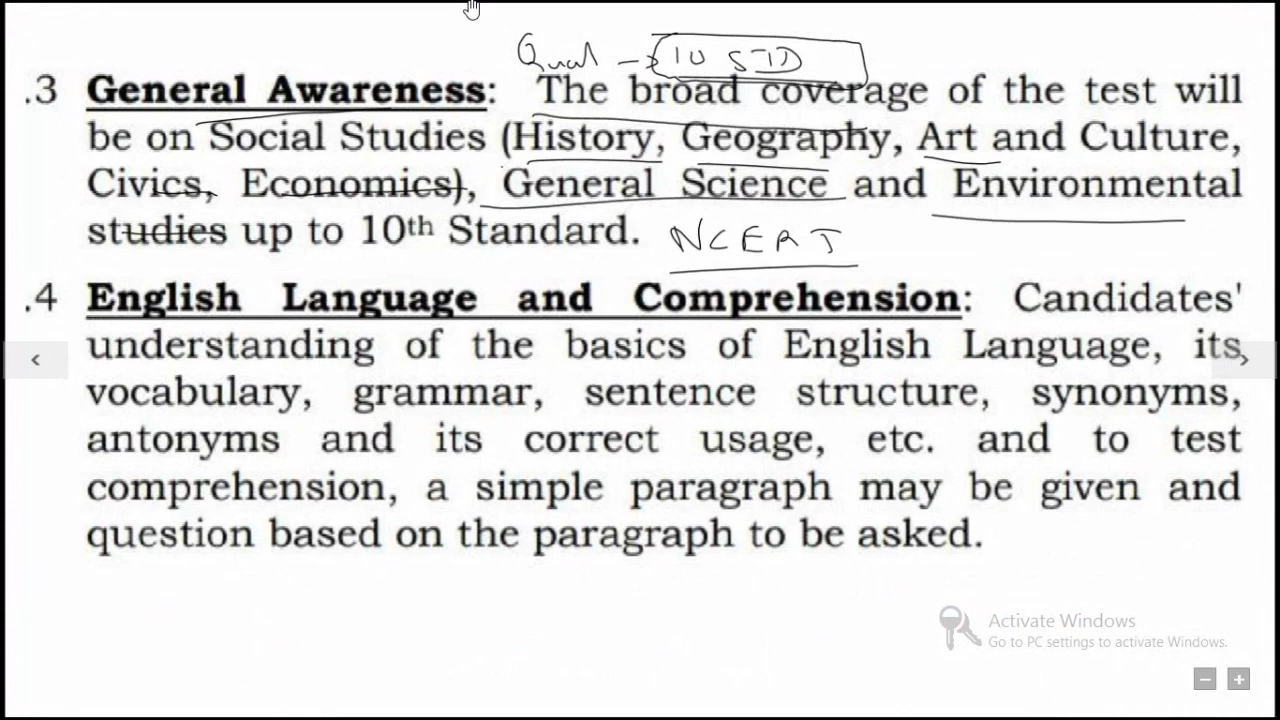 Qual → 10 STD
.3 General Awareness: The broad coverage of the test will
be on Social Studies (History, Geography, Art and Culture,
Civics, Economics), General Science and Environmental
studies up to 10th Standard. NCERT
.4 English Language and Comprehension: Candidates'
understanding of the basics of English Language, its
vocabulary, grammar, sentence structure, synonyms,
antonyms and its correct usage, etc. and to test
comprehension, a simple paragraph may be given and
question based on the paragraph to be asked.
Activate Windows
Go to PC settings to activate Windows.